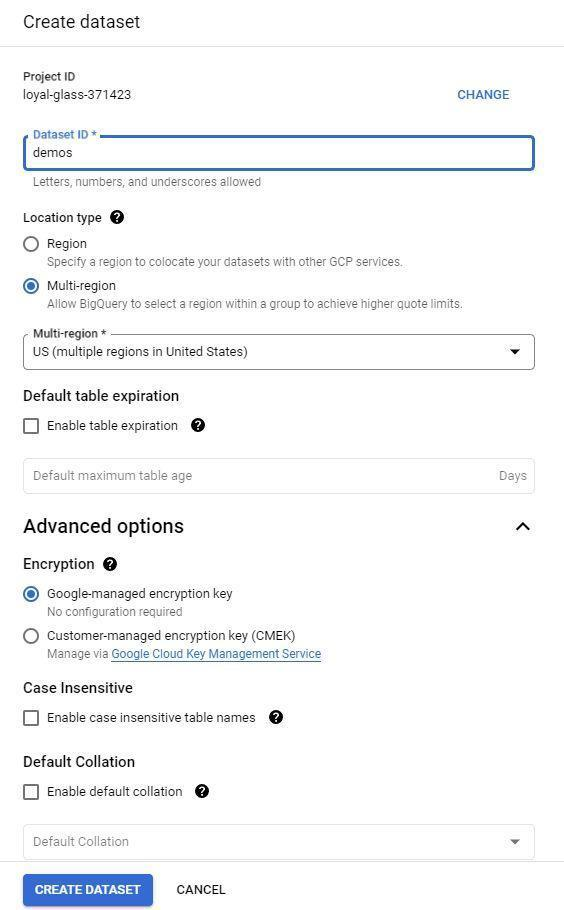 Create dataset
Project ID
loyal-glass-371423
CHANGE
Dataset ID *
demos
Letters, numbers, and underscores allowed
Location type ?
Region
Specify a region to colocate your datasets with other GCP services.
Multi-region
Allow BigQuery to select a region within a group to achieve higher quote limits.
Multi-region *
US (multiple regions in United States)
Default table expiration
Enable table expiration ?
Default maximum table age Days
Advanced options
Encryption ?
Google-managed encryption key
No configuration required
Customer-managed encryption key (CMEK)
Manage via Google Cloud Key Management Service
Case Insensitive
Enable case insensitive table names ?
Default Collation
Enable default collation ?
Default Collation
CREATE DATASET CANCEL